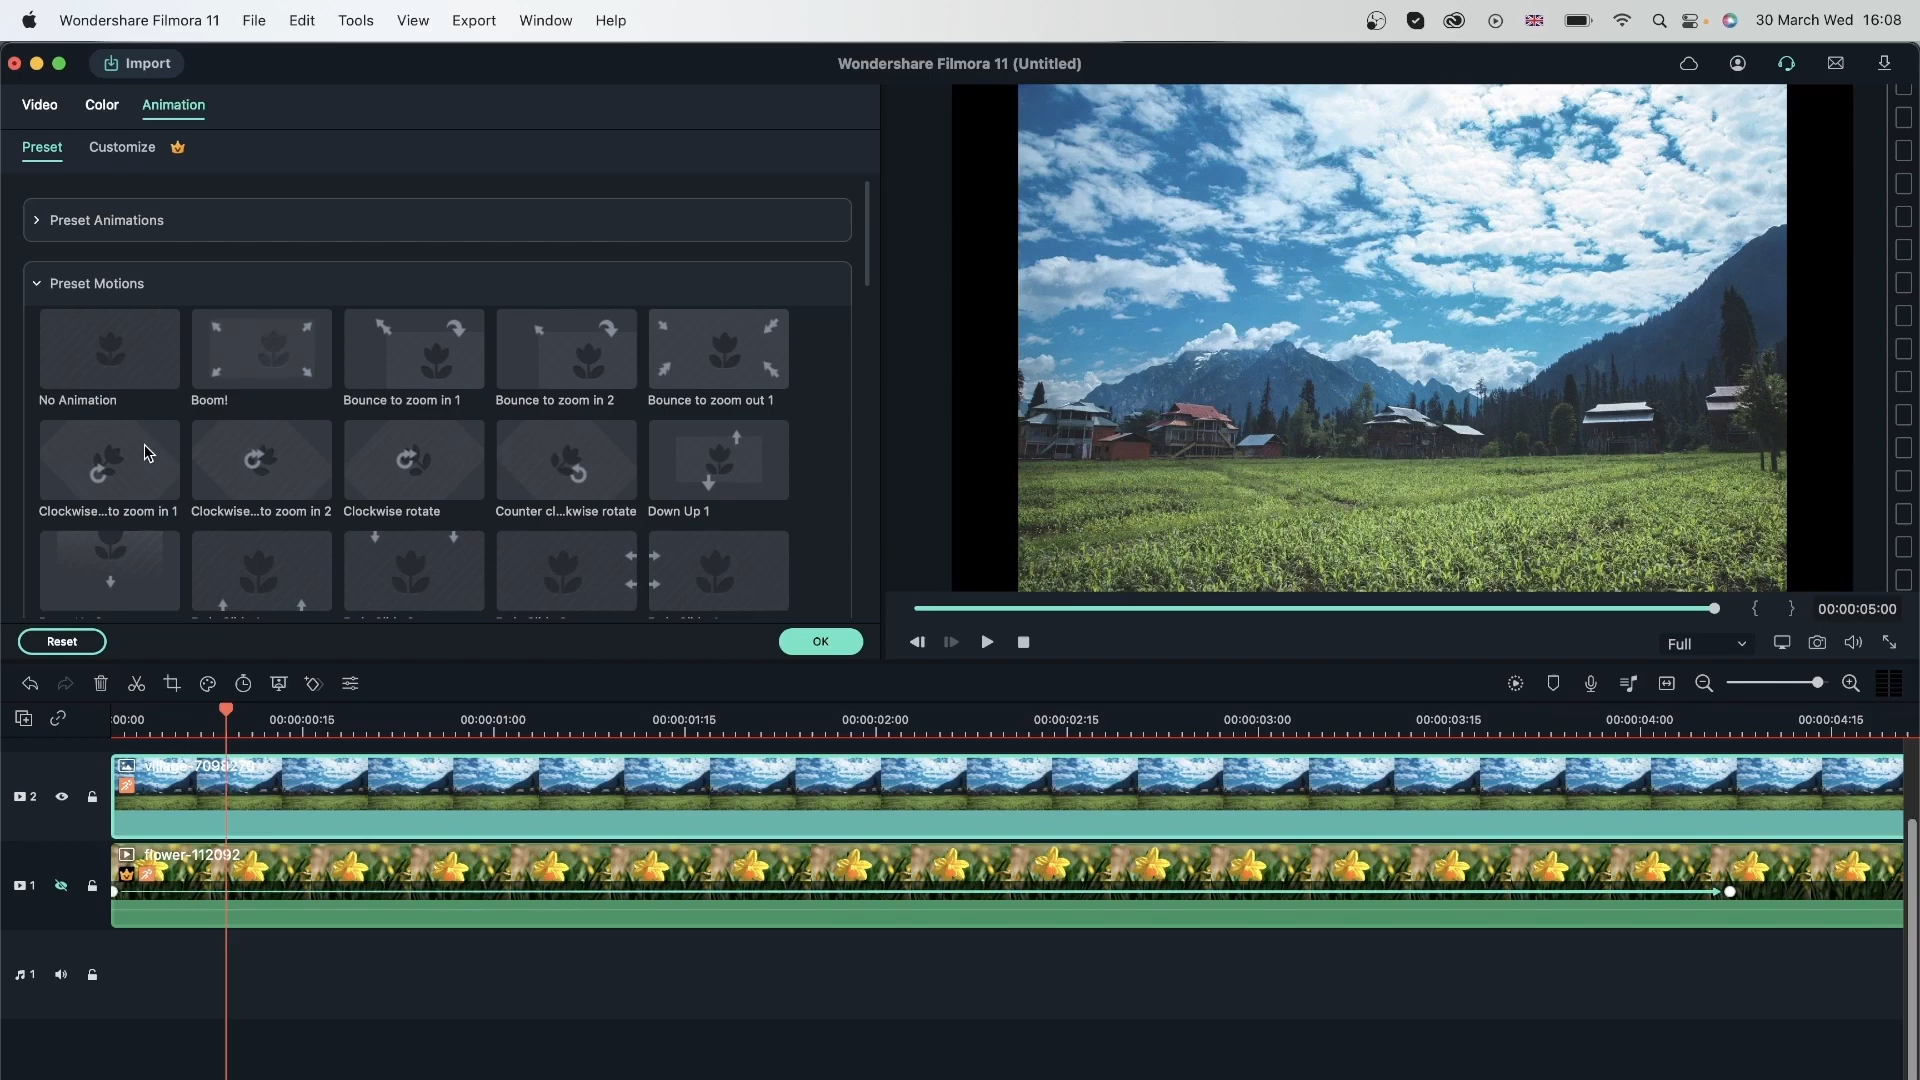 Wondershare Filmora 11 File Edit Tools View Export Window Help 30 March Wed 16:08
Import Wondershare Filmora 11 (Untitled)
Video Color Animation
Preset Customize
Preset Animations
Preset Motions
No Animation Boom! Bounce to zoom in 1 Bounce to zoom in 2 Bounce to zoom out 1
Clockwise...to zoom in 1 Clockwise...to zoom in 2 Clockwise rotate Counter cl...kwise rotate Down Up 1
00:00:05:00
Reset OK Full
:00:00 00:00:00:15 00:00:01:00 00:00:01:15 00:00:02:00 00:00:02:15 00:00:03:00 00:00:03:15 00:00:04:00 00:00:04:15
2
flower-112092
1
1